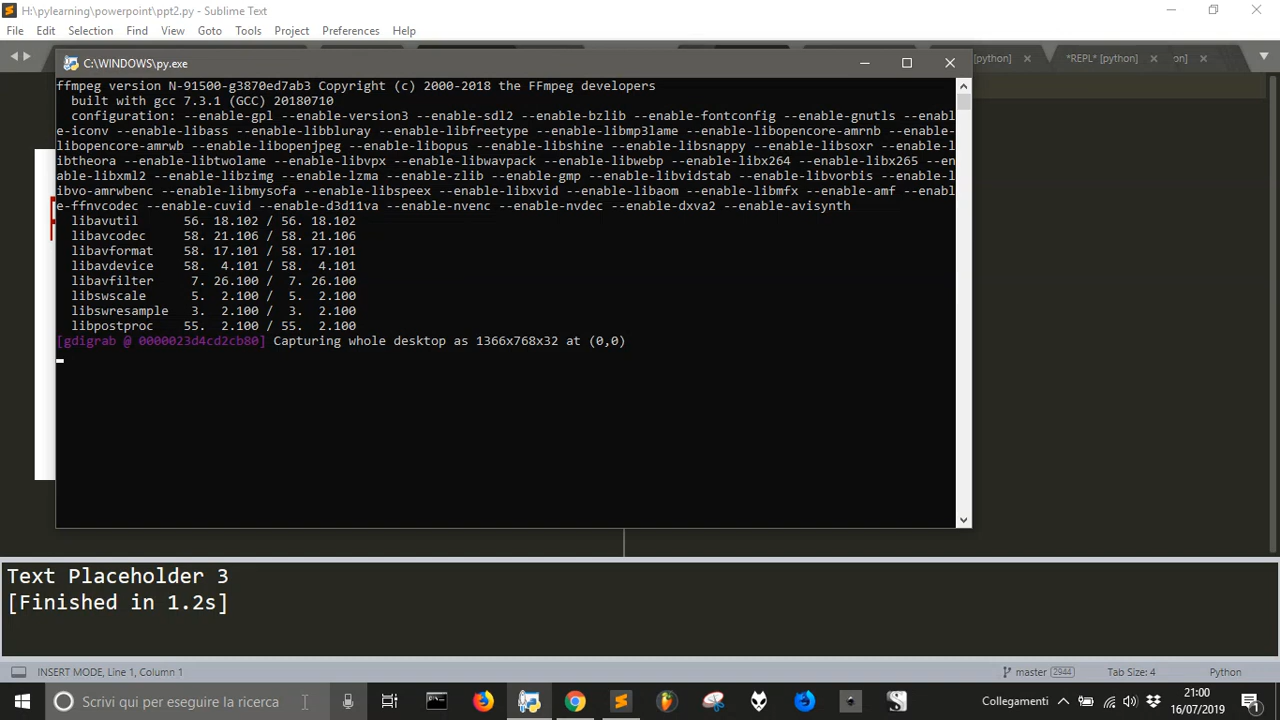 H:\pylearning\powerpoint\ppt2.py - Sublime Text
File Edit Selection Find View Goto Tools Project Preferences Help
[python] *REPL* [python] on]
C:\WINDOWS\py.exe
ffmpeg version N-91500-g3870ed7ab3 Copyright (c) 2000-2018 the FFmpeg developers
built with gcc 7.3.1 (GCC) 20180710
configuration: --enable-gpl --enable-version3 --enable-sdl2 --enable-bzlib --enable-fontconfig --enable-gnutls --enabl
e-iconv --enable-libass --enable-libbluray --enable-libfreetype --enable-libmp3lame --enable-libopencore-amrnb --enable-
libopencore-amrwb --enable-libopenjpeg --enable-libopus --enable-libshine --enable-libsnappy --enable-libsoxr --enable-l
ibtheora --enable-libtwolame --enable-libvpx --enable-libwavpack --enable-libwebp --enable-libx264 --enable-libx265 --en
able-libxml2 --enable-libzimg --enable-lzma --enable-zlib --enable-gmp --enable-libvidstab --enable-libvorbis --enable-l
ibvo-amrwbenc --enable-libmysofa --enable-libspeex --enable-libxvid --enable-libaom --enable-libmfx --enable-amf --enabl
e-ffnvcodec --enable-cuvid --enable-d3d11va --enable-nvenc --enable-nvdec --enable-dxva2 --enable-avisynth
libavutil 56. 18.102 / 56. 18.102
libavcodec 58. 21.106 / 58. 21.106
libavformat 58. 17.101 / 58. 17.101
libavdevice 58. 4.101 / 58. 4.101
libavfilter 7. 26.100 / 7. 26.100
libswscale 5. 2.100 / 5. 2.100
libswresample 3. 2.100 / 3. 2.100
libpostproc 55. 2.100 / 55. 2.100
[gdigrab @ 0000023d4cd2cb80] Capturing whole desktop as 1366x768x32 at (0,0)
Text Placeholder 3
[Finished in 1.2s]
INSERT MODE, Line 1, Column 1 master 2944 Tab Size: 4 Python
Scrivi qui per eseguire la ricerca Collegamenti 21:00
16/07/2019
1